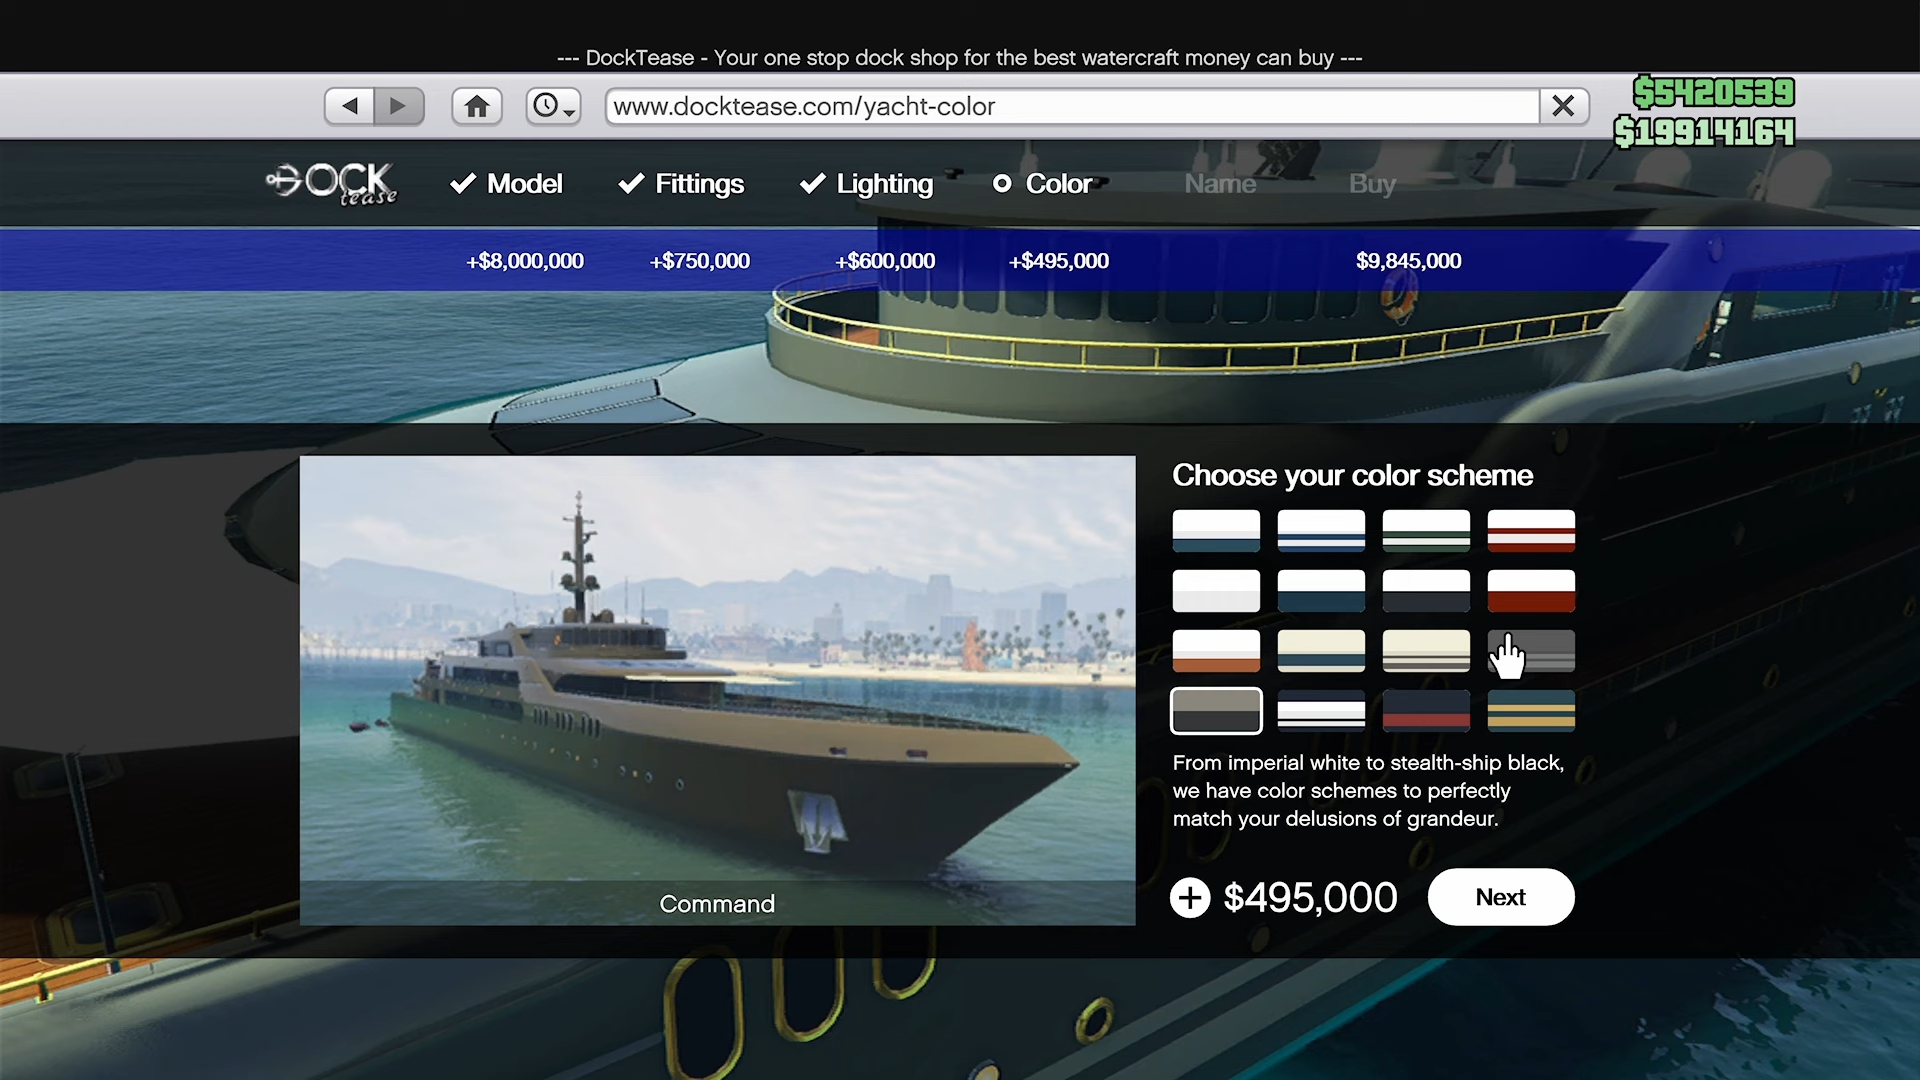 --- DockTease - Your one stop dock shop for the best watercraft money can buy ---
www.docktease.com/yacht-color
$5420539
$19914164
DOCK
tease
Model
Fittings
Lighting
Color
Name
Buy
+$8,000,000
+$750,000
+$600,000
+$495,000
$9,845,000
Choose your color scheme
From imperial white to stealth-ship black,
we have color schemes to perfectly
match your delusions of grandeur.
Command
$495,000
Next